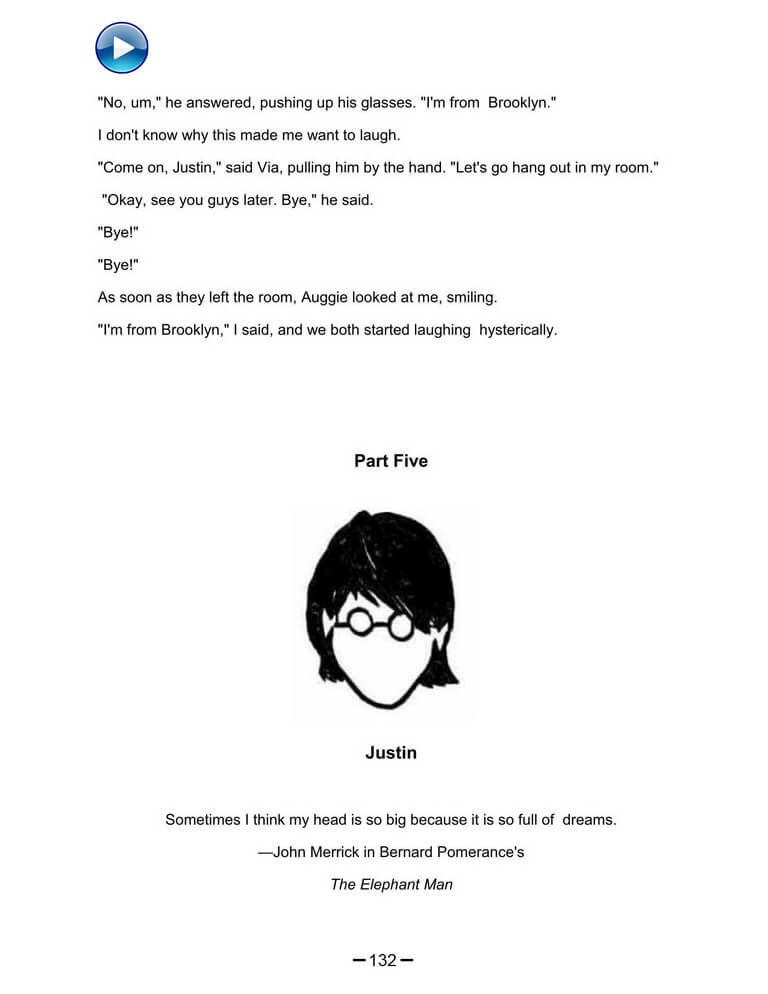 "No, um," he answered, pushing up his glasses. "I'm from  Brooklyn."
I don't know why this made me want to laugh.
"Come on, Justin," said Via, pulling him by the hand. "Let's go hang out in my room."
"Okay, see you guys later. Bye," he said.
"Bye!"
"Bye!"
As soon as they left the room, Auggie looked at me, smiling.
"I'm from Brooklyn," I said, and we both started laughing  hysterically.
Part Five
Justin
Sometimes I think my head is so big because it is so full of  dreams.
—John Merrick in Bernard Pomerance's
The Elephant Man
—132—